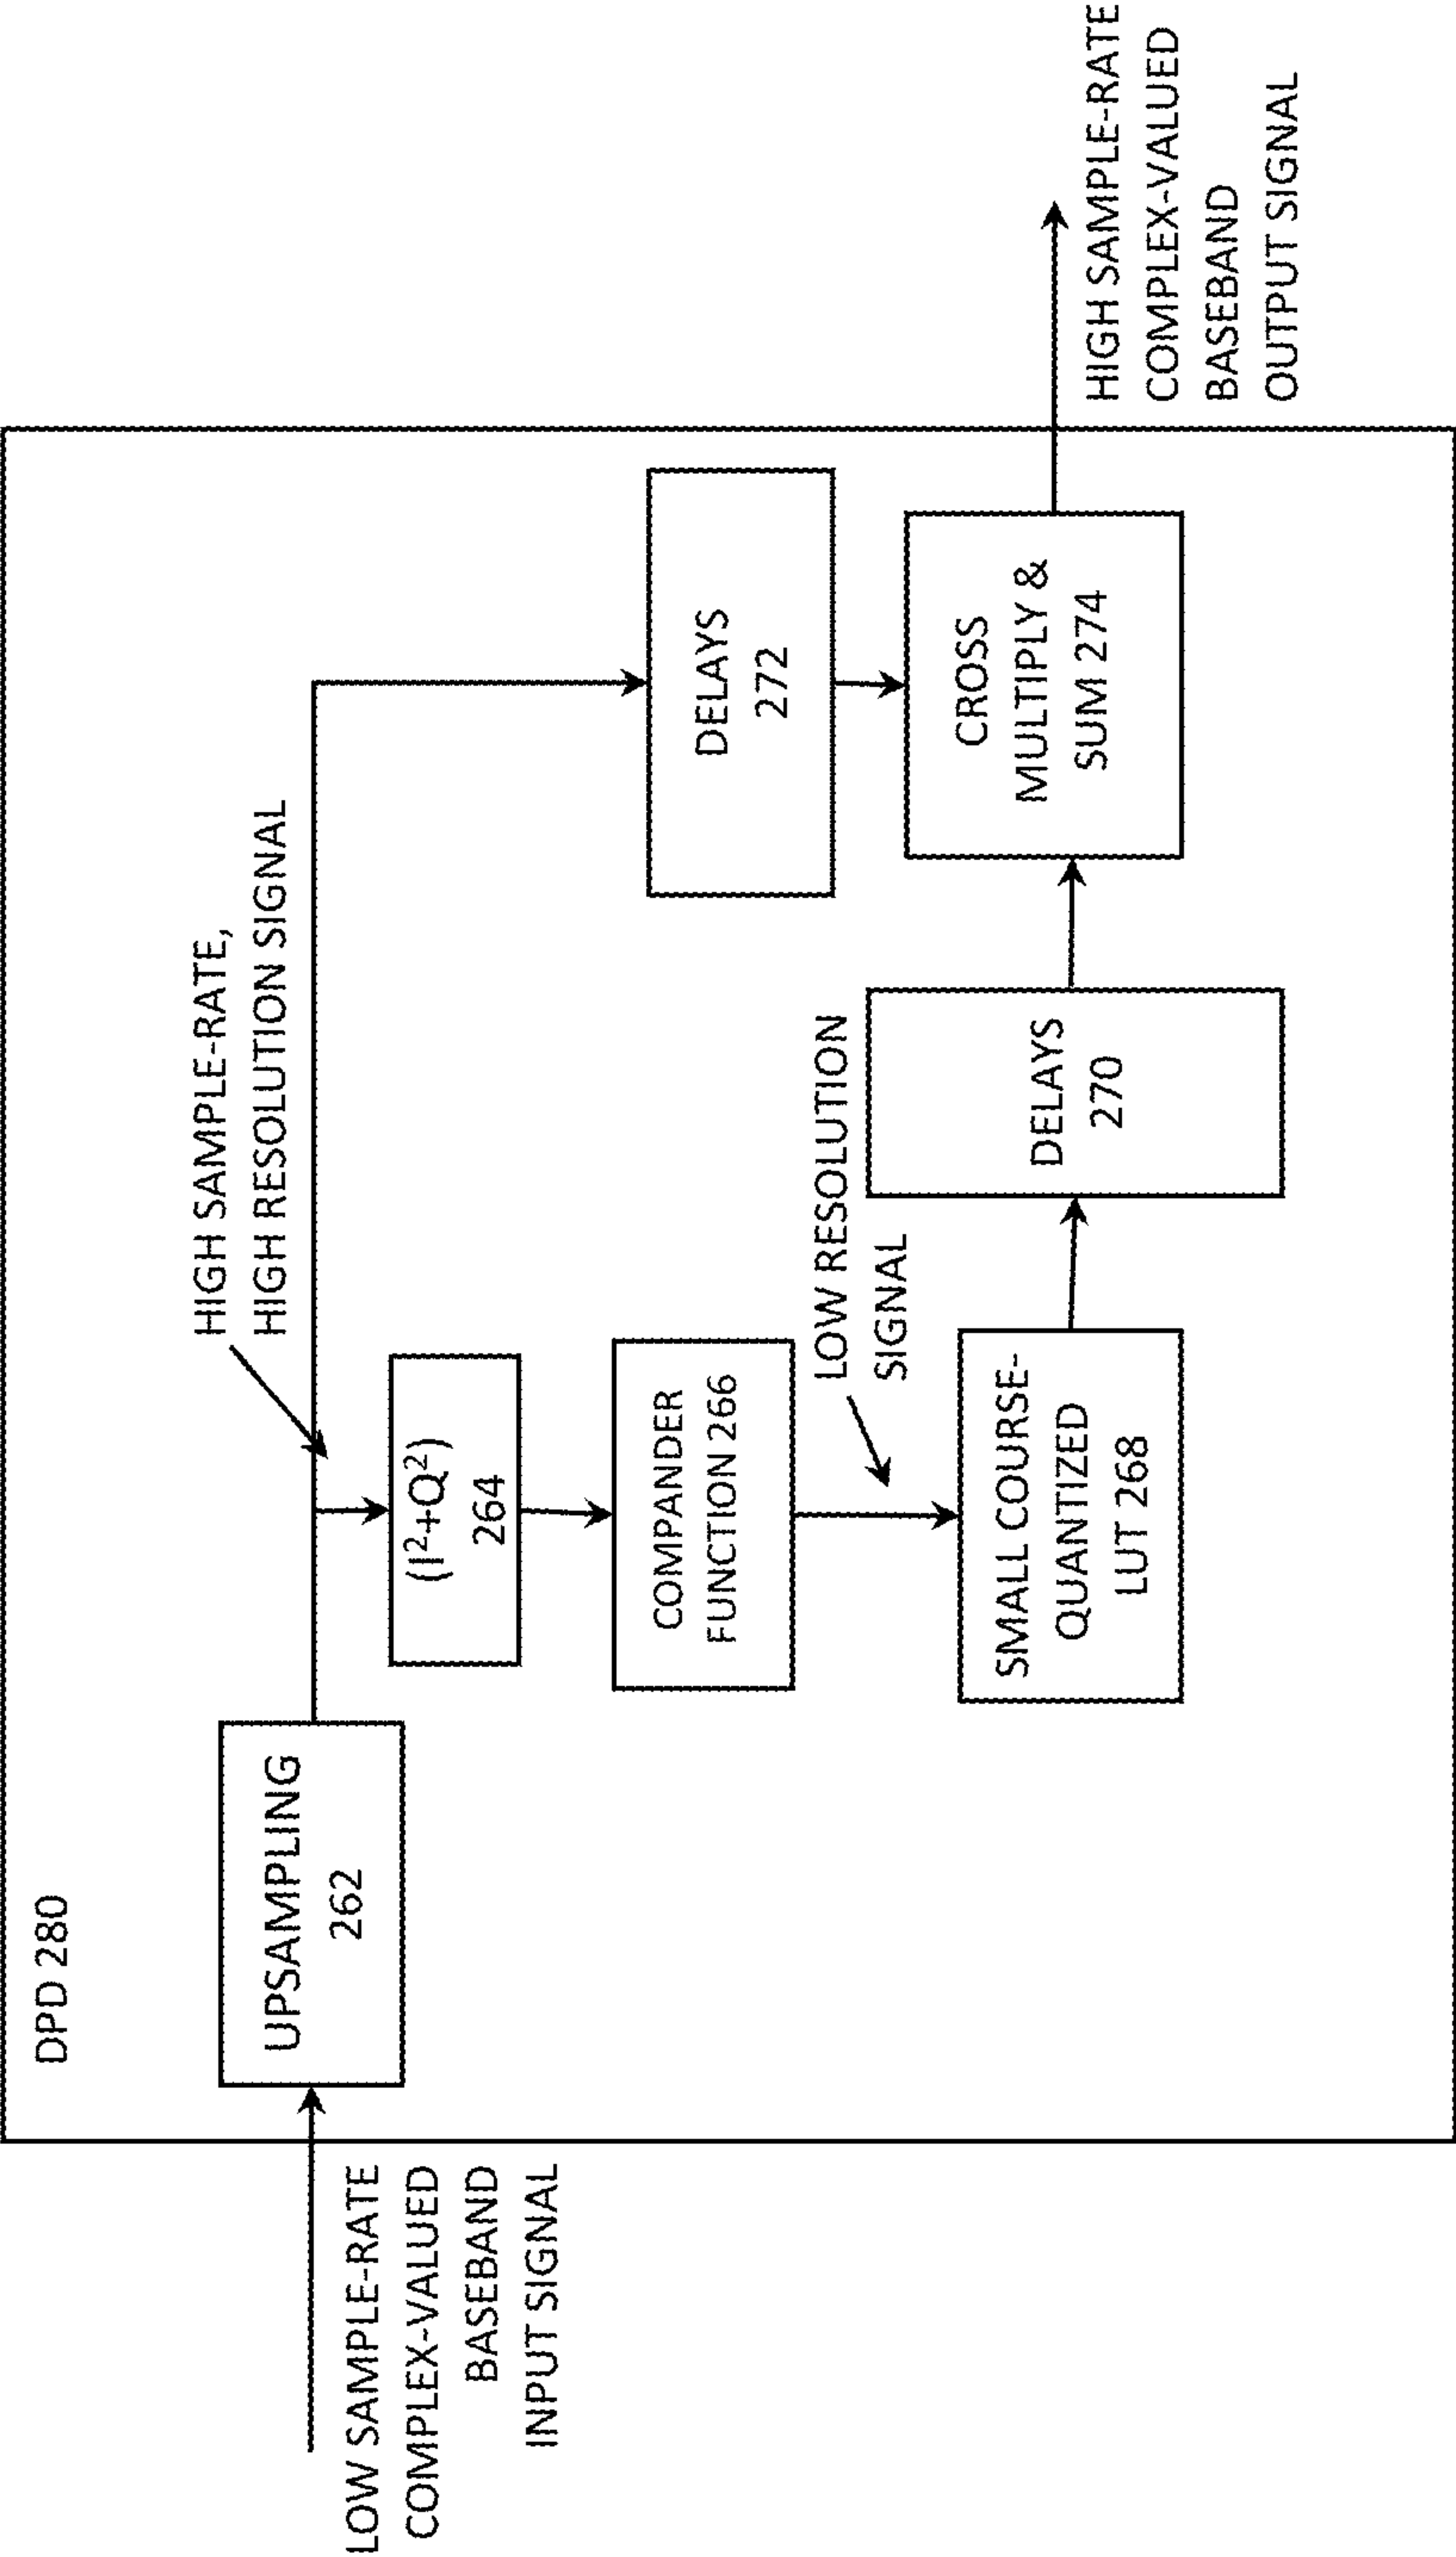 DPD 280
LOW SAMPLE-RATE
COMPLEX-VALUED
BASEBAND
INPUT SIGNAL
UPSAMPLING
262
HIGH SAMPLE-RATE,
HIGH RESOLUTION SIGNAL
(I²+Q²)
264
COMPANDER
FUNCTION 266
LOW RESOLUTION
SIGNAL
SMALL COURSE-
QUANTIZED
LUT 268
DELAYS
270
DELAYS
272
CROSS
MULTIPLY &
SUM 274
HIGH SAMPLE-RATE
COMPLEX-VALUED
BASEBAND
OUTPUT SIGNAL